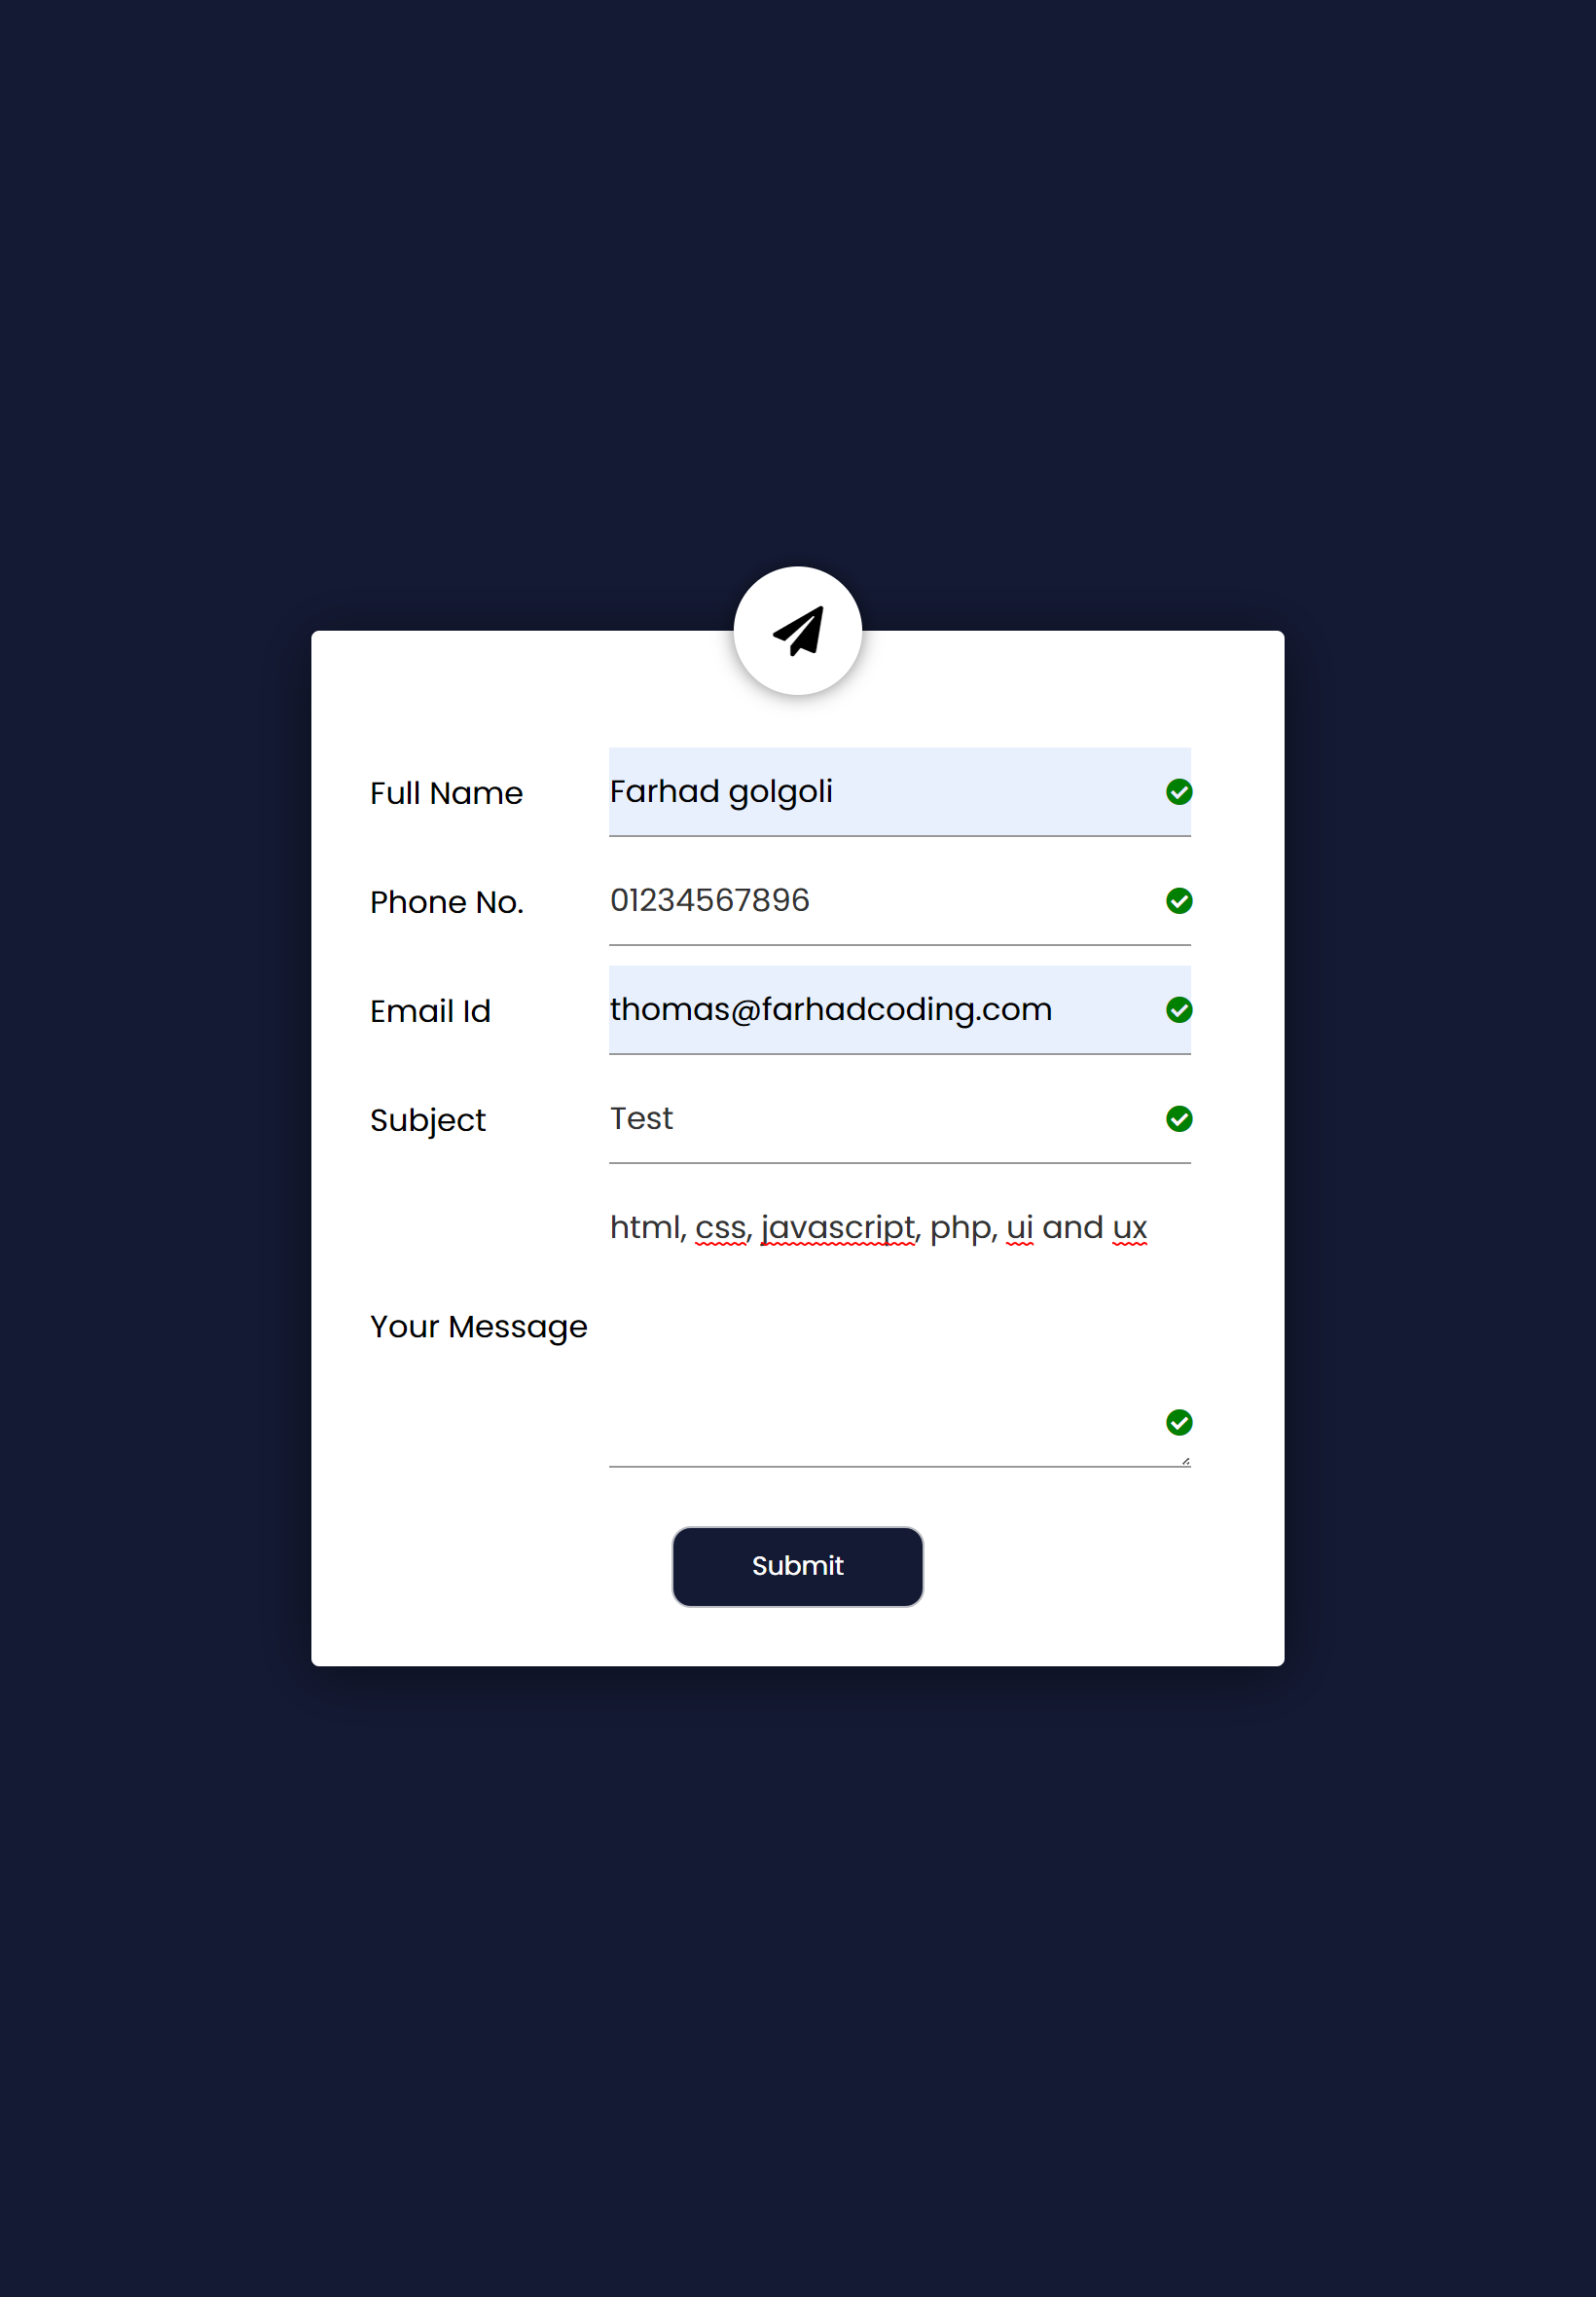 Full Name Farhad golgoli
Phone No. 01234567896
Email Id thomas@farhadcoding.com
Subject Test
html, css, javascript, php, ui and ux
Your Message
Submit